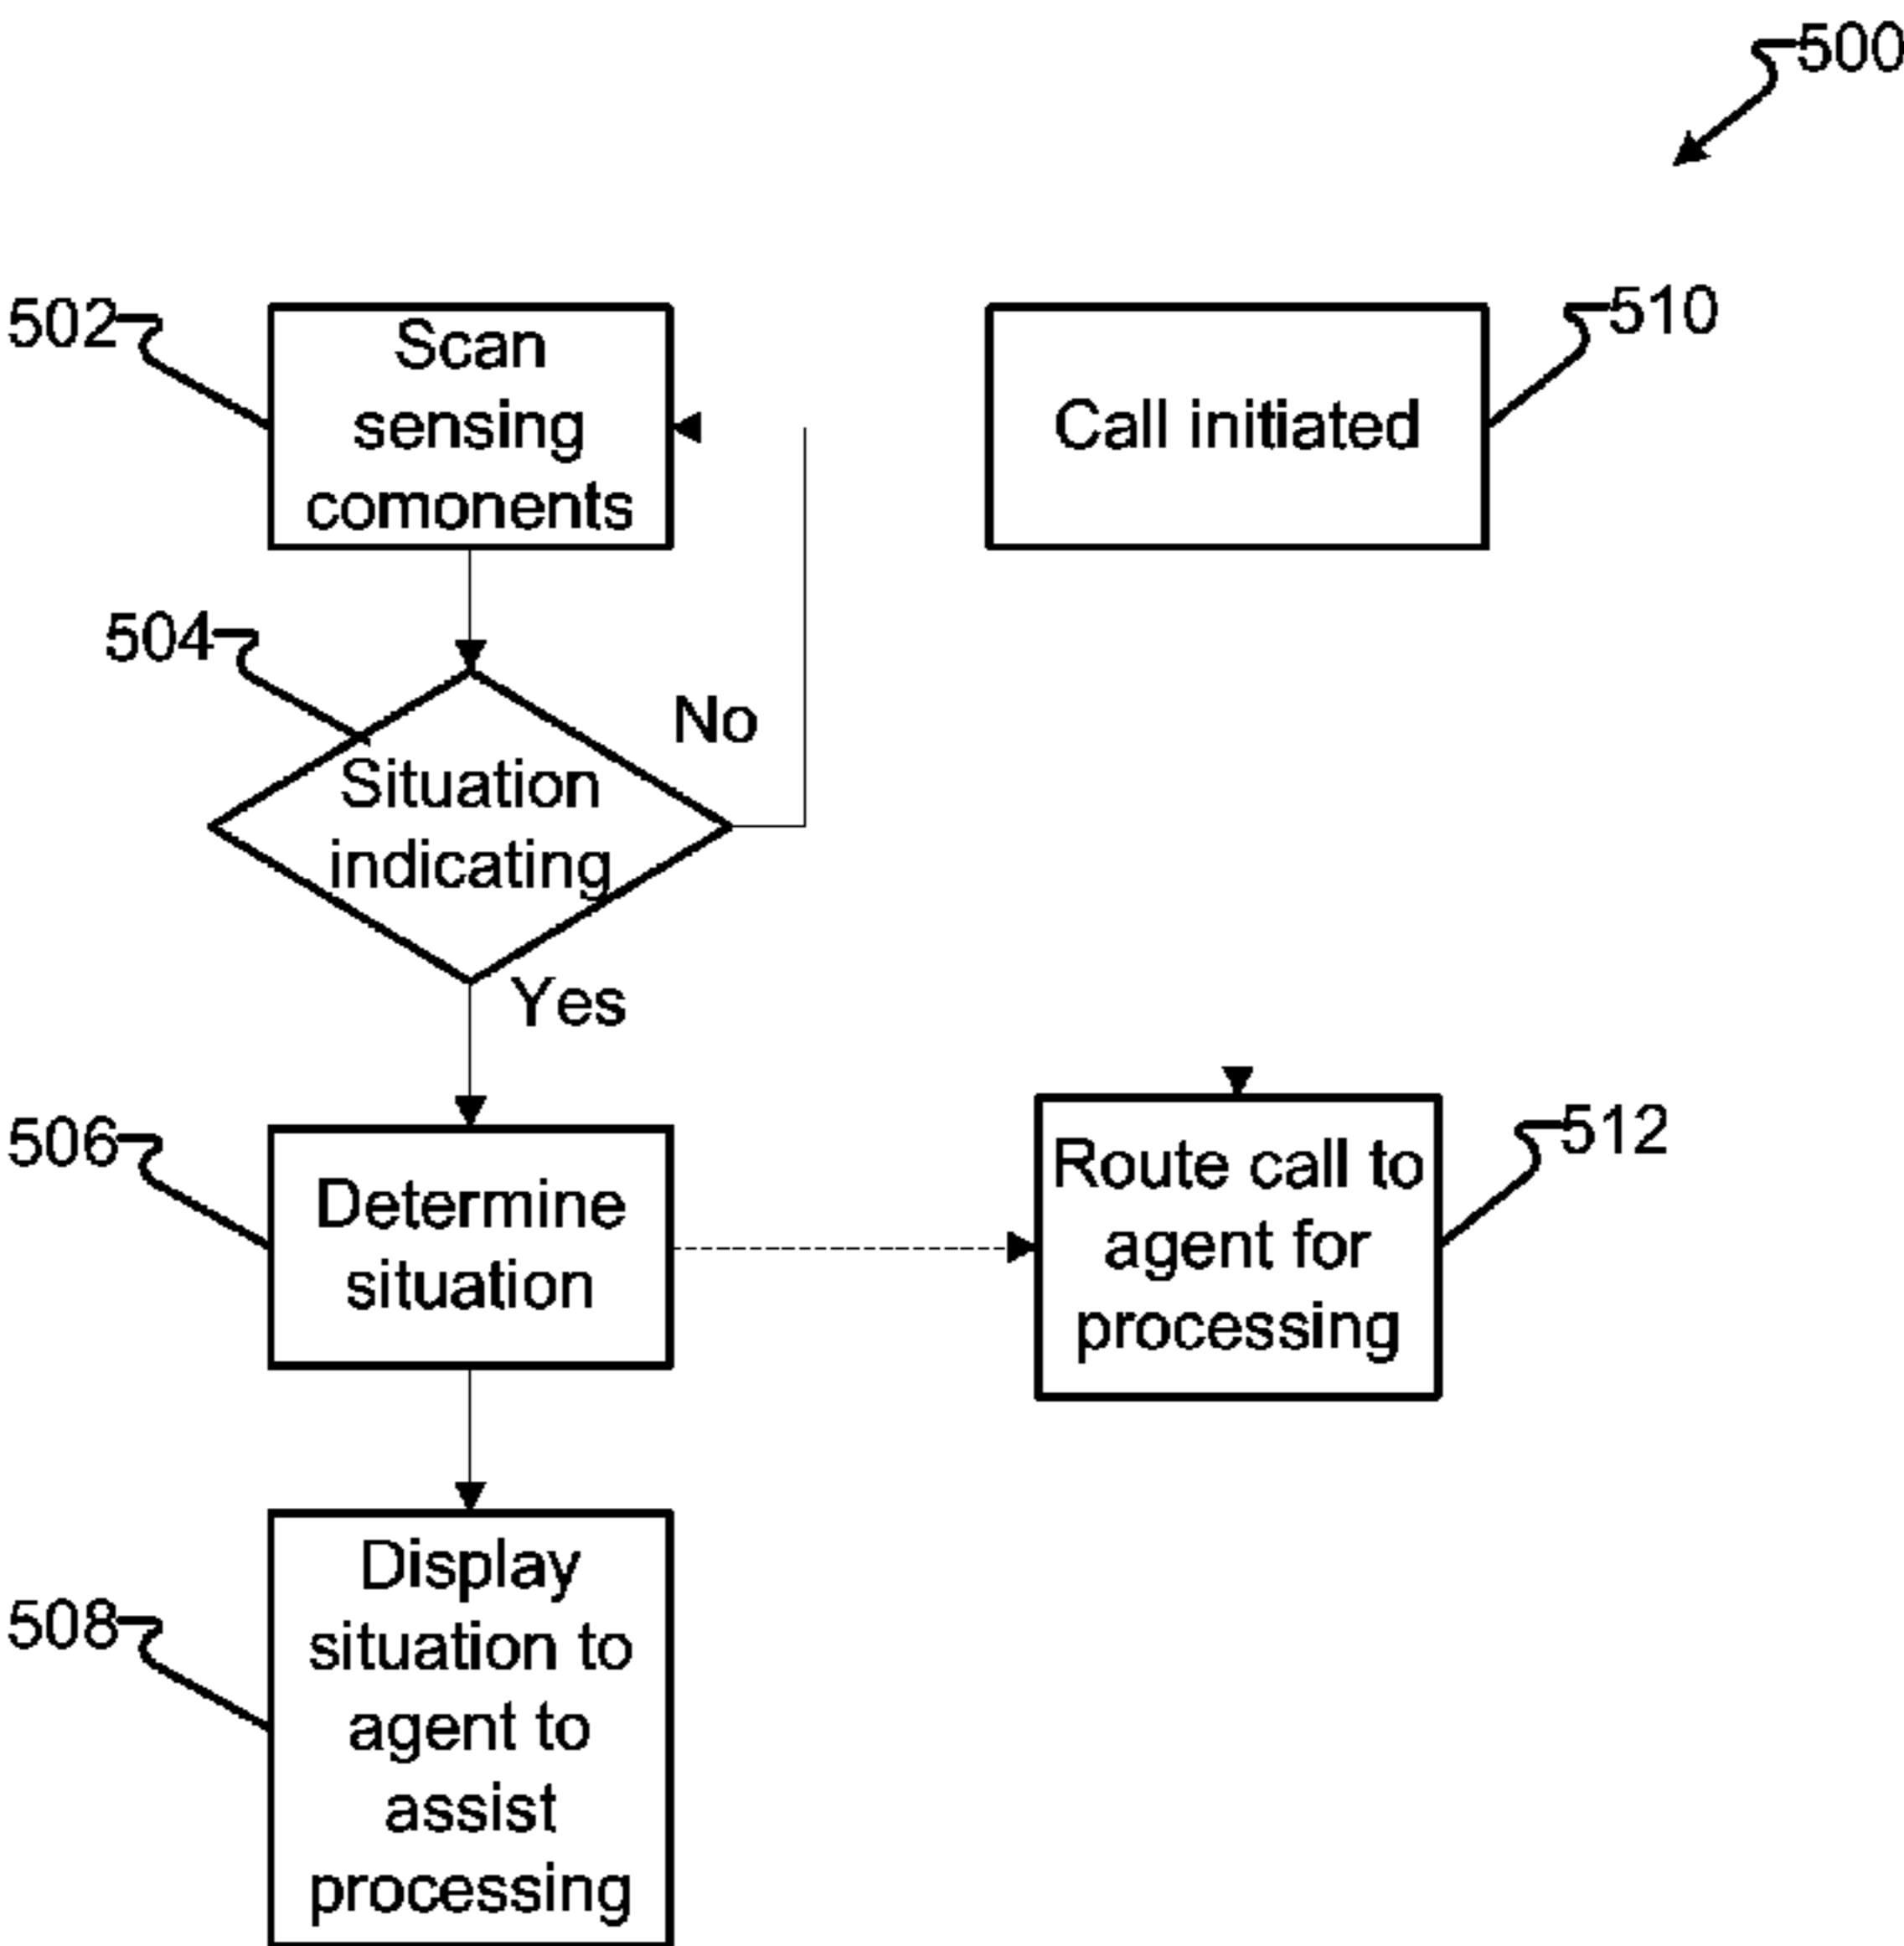 500
502
Scan
sensing
comonents
510
Call initiated
504
No
Situation
indicating
Yes
506
Determine
situation
512
Route call to
agent for
processing
508
Display
situation to
agent to
assist
processing